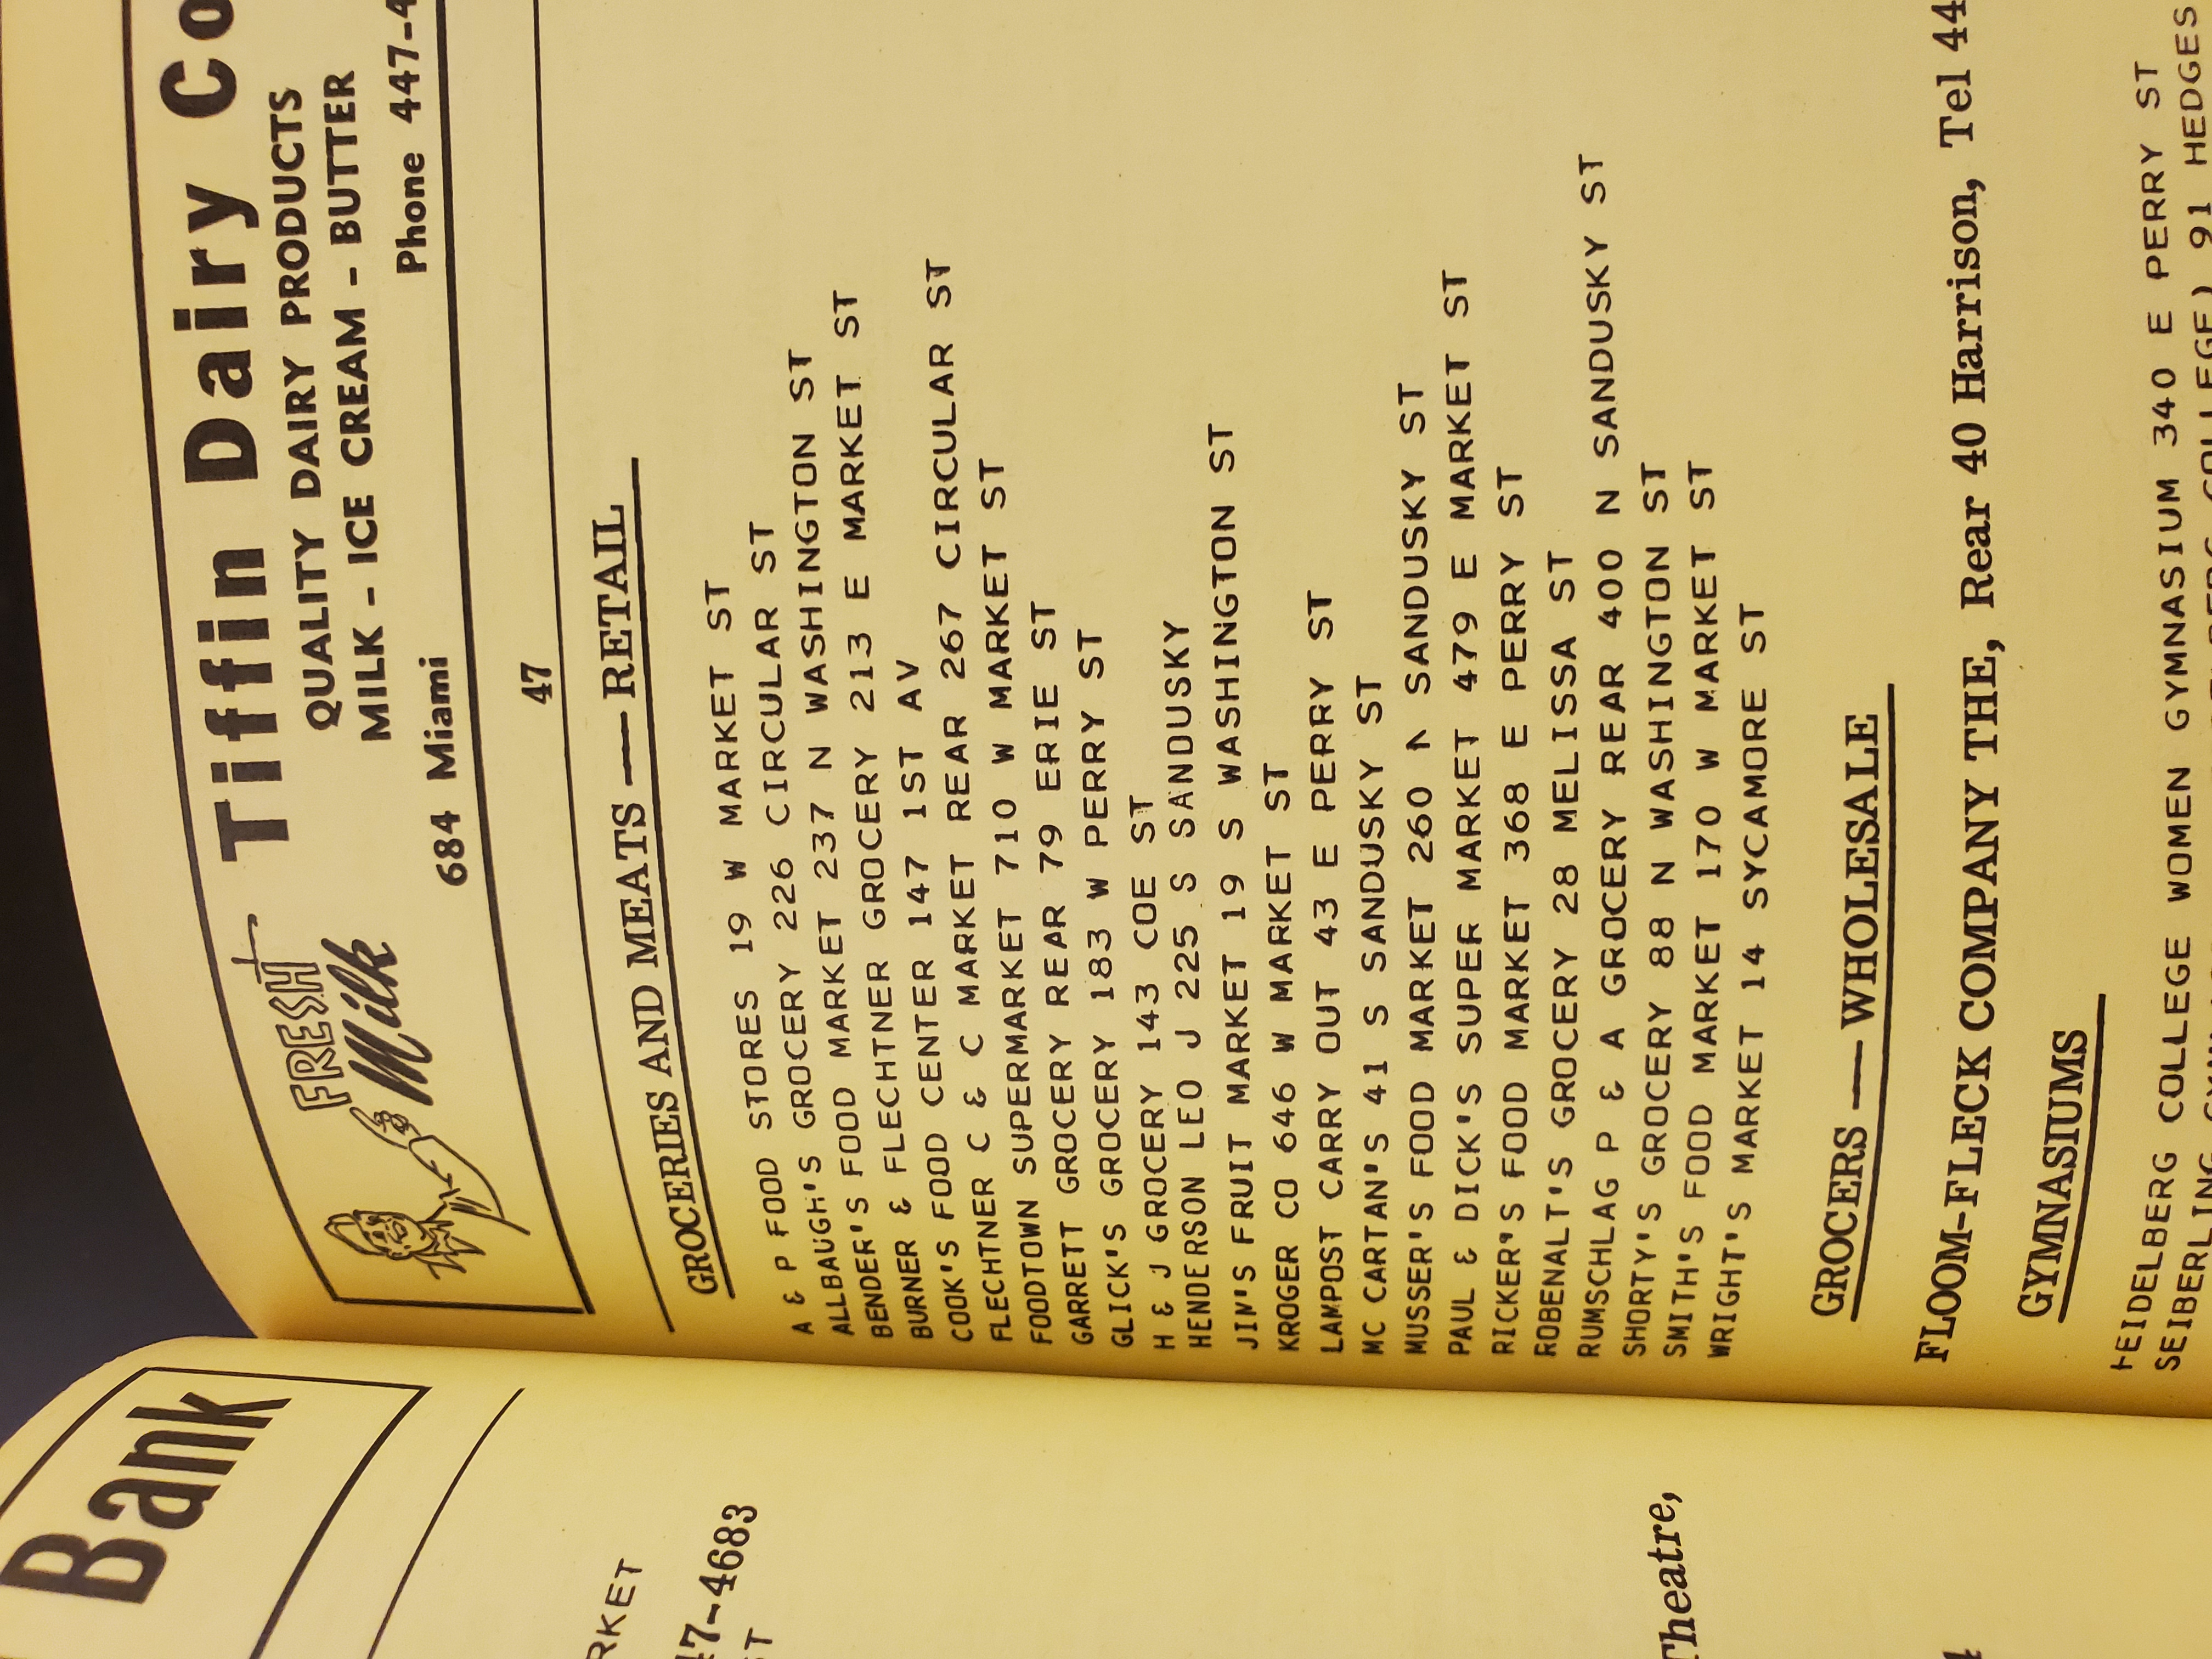 Bank
RKET
47-4683
ST
Theatre,
FRESH
Milk
Tiffin Dairy Co
QUALITY DAIRY PRODUCTS
MILK - ICE CREAM - BUTTER
684 Miami Phone 447-4
47
GROCERIES AND MEATS — RETAIL
A & P FOOD STORES 19 W MARKET ST
ALLBAUGH'S GROCERY 226 CIRCULAR ST
BENDER'S FOOD MARKET 237 N WASHINGTON ST
BURNER & FLECHTNER GROCERY 213 E MARKET ST
COOK'S FOOD CENTER 147 1ST AV
FLECHTNER C & C MARKET REAR 267 CIRCULAR ST
FOODTOWN SUPERMARKET 710 W MARKET ST
GARRETT GROCERY REAR 79 ERIE ST
GLICK'S GROCERY 183 W PERRY ST
H & J GROCERY 143 COE ST
HENDERSON LEO J 225 S SANDUSKY
JIN'S FRUIT MARKET 19 S WASHINGTON ST
KROGER CO 646 W MARKET ST
LAMPOST CARRY OUT 43 E PERRY ST
MC CARTAN'S 41 S SANDUSKY ST
MUSSER'S FOOD MARKET 260 N SANDUSKY ST
PAUL & DICK'S SUPER MARKET 479 E MARKET ST
RICKER'S FOOD MARKET 368 E PERRY ST
ROBENALT'S GROCERY 28 MELISSA ST
RUMSCHLAG P & A GROCERY REAR 400 N SANDUSKY ST
SHORTY'S GROCERY 88 N WASHINGTON ST
SMITH'S FOOD MARKET 170 W MARKET ST
WRIGHT'S MARKET 14 SYCAMORE ST
GROCERS — WHOLESALE
FLOOM-FLECK COMPANY THE, Rear 40 Harrison, Tel 44
GYMNASIUMS
HEIDELBERG COLLEGE WOMEN GYMNASIUM 340 E PERRY ST
SEIBERLING 91 HEDGES